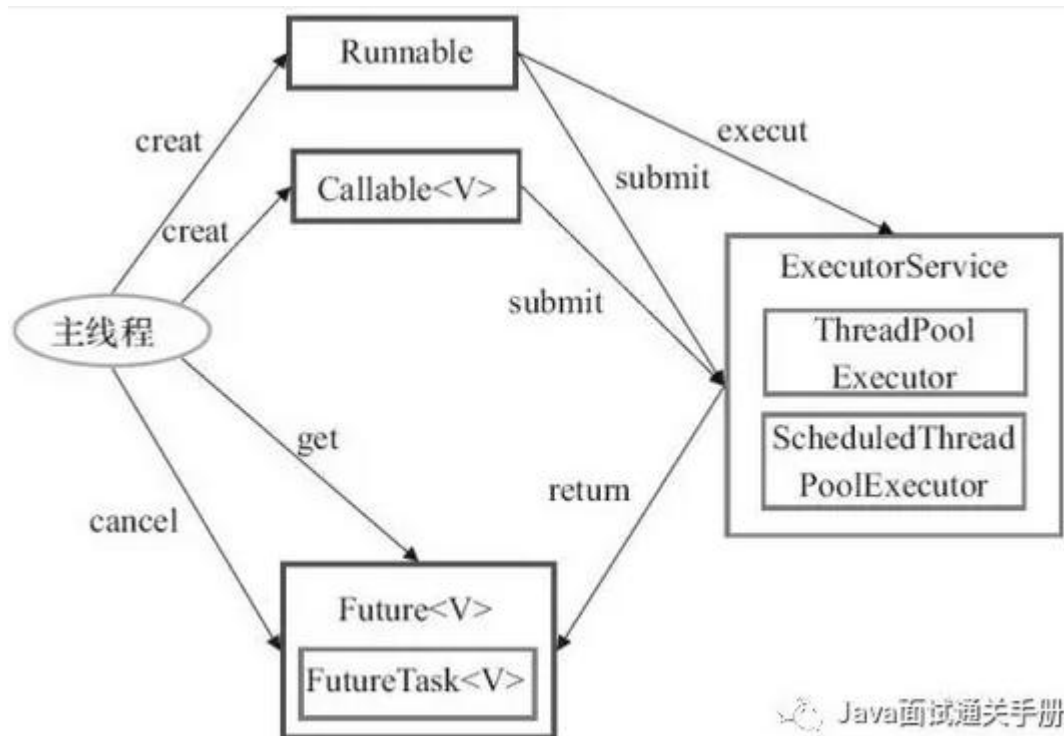 Runnable
creat
execut
submit
Callable<V>
creat
submit
ExecutorService
ThreadPool
Executor
ScheduledThread
PoolExecutor
主线程
get
return
cancel
Future<V>
FutureTask<V>
Java面试通关手册